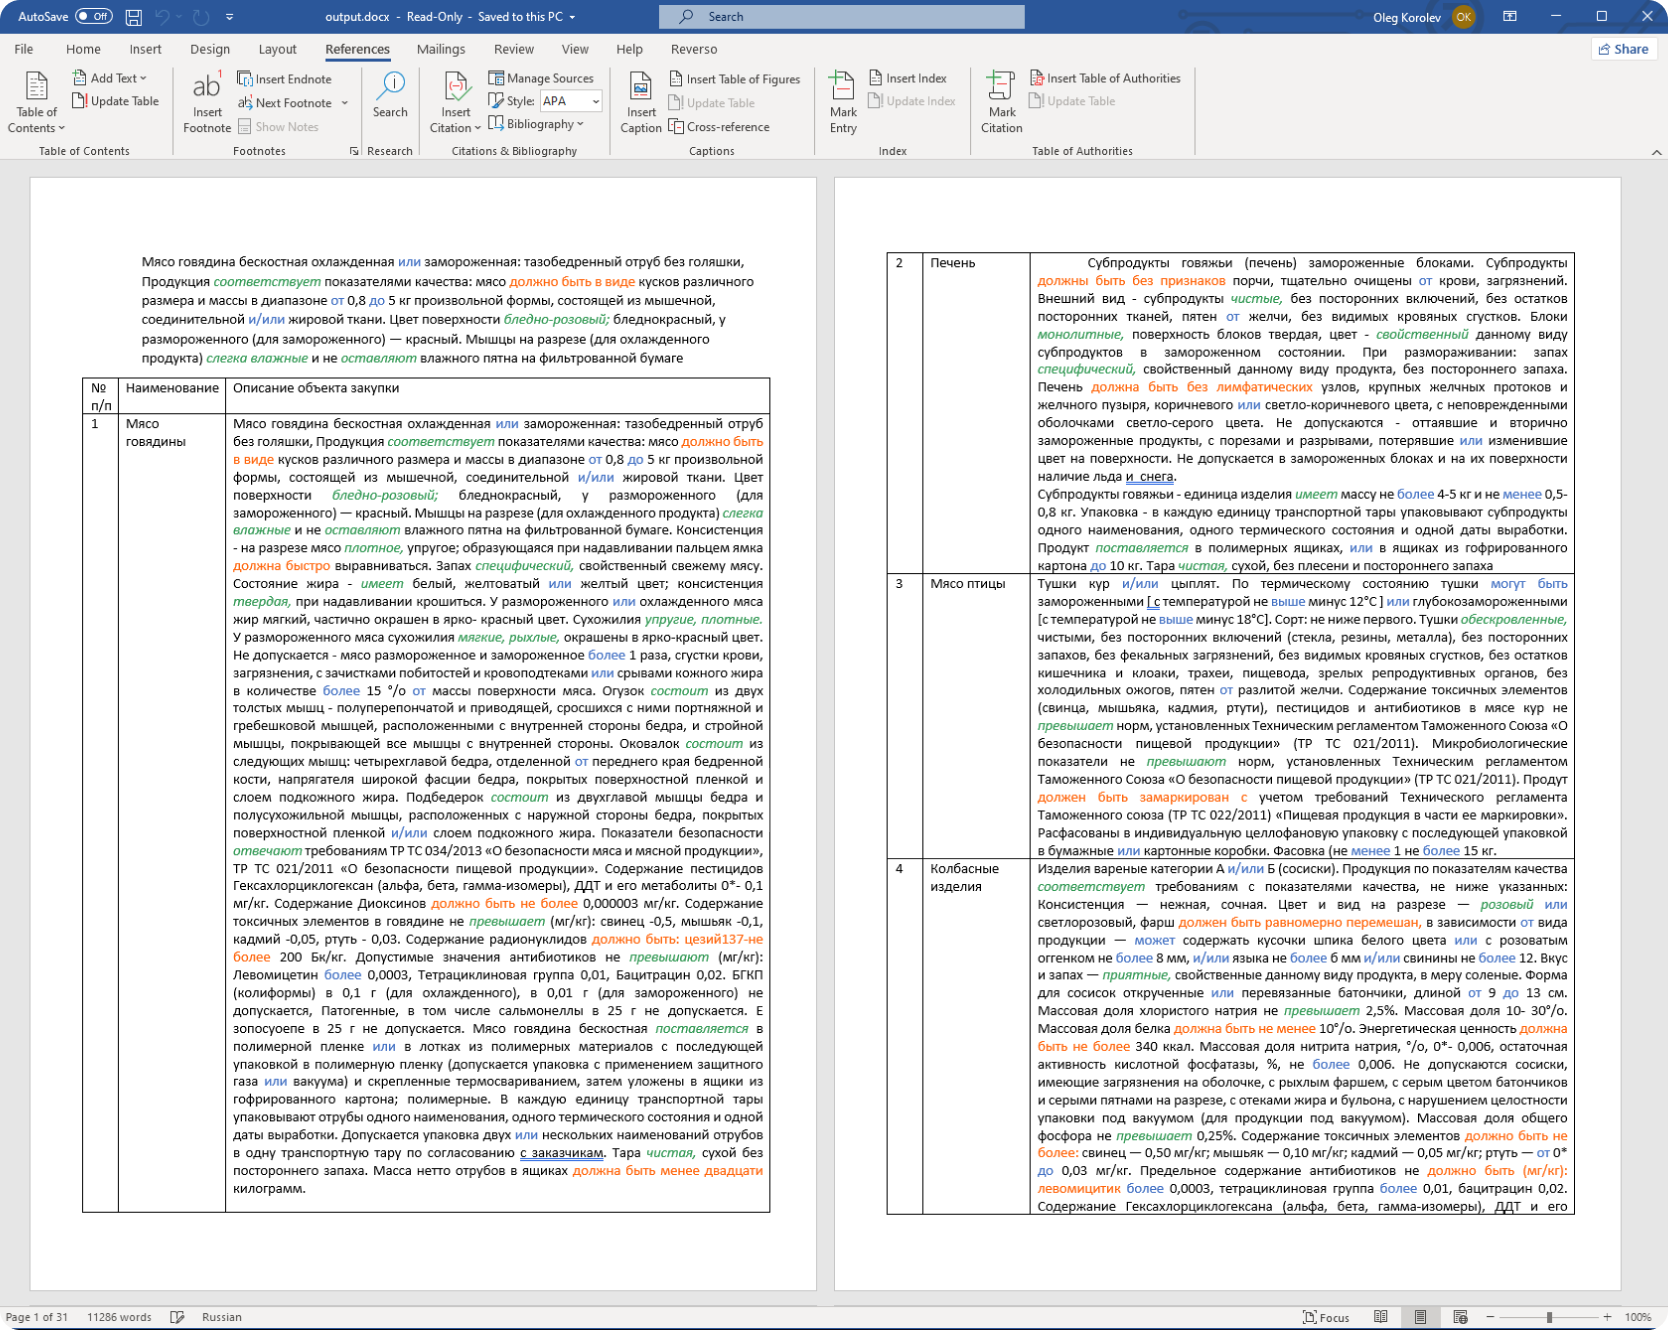 AutoSave Off output.docx - Read-Only - Saved to this PC Search Oleg Korolev OK
File Home Insert Design Layout References Mailings Review View Help Reverso Share
Table of Contents
Add Text
Update Table
Table of Contents
ab 1
Insert Footnote
Insert Endnote
Next Footnote
Show Notes
Footnotes
Search
Research
Insert Citation
Manage Sources
Style: APA
Bibliography
Citations & Bibliography
Insert Caption
Insert Table of Figures
Update Table
Cross-reference
Captions
Mark Entry
Insert Index
Update Index
Index
Mark Citation
Insert Table of Authorities
Update Table
Table of Authorities
Мясо говядина бескостная охлажденная или замороженная: тазобедренный отруб без голяшки,
Продукция соответствует показателями качества: мясо должно быть в виде кусков различного
размера и массы в диапазоне от 0,8 до 5 кг произвольной формы, состоящей из мышечной,
соединительной и/или жировой ткани. Цвет поверхности бледно-розовый; бледнокрасный, у
размороженного (для замороженного) — красный. Мышцы на разрезе (для охлажденного
продукта) слегка влажные и не оставляют влажного пятна на фильтрованной бумаге
№ п/п Наименование Описание объекта закупки
1 Мясо говядины
Мясо говядина бескостная охлажденная или замороженная: тазобедренный отруб
без голяшки, Продукция соответствует показателями качества: мясо должно быть
в виде кусков различного размера и массы в диапазоне от 0,8 до 5 кг произвольной
формы, состоящей из мышечной, соединительной и/или жировой ткани. Цвет
поверхности бледно-розовый; бледнокрасный, у размороженного (для
замороженного) — красный. Мышцы на разрезе (для охлажденного продукта) слегка
влажные и не оставляют влажного пятна на фильтрованной бумаге. Консистенция
- на разрезе мясо плотное, упругое; образующаяся при надавливании пальцем ямка
должна быстро выравниваться. Запах специфический, свойственный свежему мясу.
Состояние жира - имеет белый, желтоватый или желтый цвет; консистенция
твердая, при надавливании крошиться. У размороженного или охлажденного мяса
жир мягкий, частично окрашен в ярко- красный цвет. Сухожилия упругие, плотные.
У размороженного мяса сухожилия мягкие, рыхлые, окрашены в ярко-красный цвет.
Не допускается - мясо размороженное и замороженное более 1 раза, сгустки крови,
загрязнения, с зачистками побитостей и кровоподтеками или срывами кожного жира
в количестве более 15 °/о от массы поверхности мяса. Огузок состоит из двух
толстых мышц - полуперепончатой и приводящей, сросшихся с ними портняжной и
гребешковой мышцей, расположенными с внутренней стороны бедра, и стройной
мышцы, покрывающей все мышцы с внутренней стороны. Оковалок состоит из
следующих мышц: четырехглавой бедра, отделенной от переднего края бедренной
кости, напрягателя широкой фасции бедра, покрытых поверхностной пленкой и
слоем подкожного жира. Подбедерок состоит из двухглавой мышцы бедра и
полусухожильной мышцы, расположенных с наружной стороны бедра, покрытых
поверхностной пленкой и/или слоем подкожного жира. Показатели безопасности
отвечают требованиям ТР ТС 034/2013 «О безопасности мяса и мясной продукции»,
ТР ТС 021/2011 «О безопасности пищевой продукции». Содержание пестицидов
Гексахлорциклогексан (альфа, бета, гамма-изомеры), ДДТ и его метаболиты 0*- 0,1
мг/кг. Содержание Диоксинов должно быть не более 0,000003 мг/кг. Содержание
токсичных элементов в говядине не превышает (мг/кг): свинец -0,5, мышьяк -0,1,
кадмий -0,05, ртуть - 0,03. Содержание радионуклидов должно быть: цезий137-не
более 200 Бк/кг. Допустимые значения антибиотиков не превышают (мг/кг):
Левомицетин более 0,0003, Тетрациклиновая группа 0,01, Бацитрацин 0,02. БГКП
(колиформы) в 0,1 г (для охлажденного), в 0,01 г (для замороженного) не
допускается, Патогенные, в том числе сальмонеллы в 25 г не допускается. Е
зопосуоепе в 25 г не допускается. Мясо говядина бескостная поставляется в
полимерной пленке или в лотках из полимерных материалов с последующей
упаковкой в полимерную пленку (допускается упаковка с применением защитного
газа или вакуума) и скрепленные термосвариванием, затем уложены в ящики из
гофрированного картона; полимерные. В каждую единицу транспортной тары
упаковывают отрубы одного наименования, одного термического состояния и одной
даты выработки. Допускается упаковка двух или нескольких наименований отрубов
в одну транспортную тару по согласованию с заказчикам. Тара чистая, сухой без
постороннего запаха. Масса нетто отрубов в ящиках должна быть менее двадцати
килограмм.
2 Печень
Субпродукты говяжьи (печень) замороженные блоками. Субпродукты
должны быть без признаков порчи, тщательно очищены от крови, загрязнений.
Внешний вид - субпродукты чистые, без посторонних включений, без остатков
посторонних тканей, пятен от желчи, без видимых кровяных сгустков. Блоки
монолитные, поверхность блоков твердая, цвет - свойственный данному виду
субпродуктов в замороженном состоянии. При размораживании: запах
специфический, свойственный данному виду продукта, без постороннего запаха.
Печень должна быть без лимфатических узлов, крупных желчных протоков и
желчного пузыря, коричневого или светло-коричневого цвета, с неповрежденными
оболочками светло-серого цвета. Не допускаются - оттаявшие и вторично
замороженные продукты, с порезами и разрывами, потерявшие или изменившие
цвет на поверхности. Не допускается в замороженных блоках и на их поверхности
наличие льда и снега.
Субпродукты говяжьи - единица изделия имеет массу не более 4-5 кг и не менее 0,5-
0,8 кг. Упаковка - в каждую единицу транспортной тары упаковывают субпродукты
одного наименования, одного термического состояния и одной даты выработки.
Продукт поставляется в полимерных ящиках, или в ящиках из гофрированного
картона до 10 кг. Тара чистая, сухой, без плесени и постороннего запаха
3 Мясо птицы
Тушки кур и/или цыплят. По термическому состоянию тушки могут быть
замороженными [ с температурой не выше минус 12°С ] или глубокозамороженными
[с температурой не выше минус 18°С]. Сорт: не ниже первого. Тушки обескровленные,
чистыми, без посторонних включений (стекла, резины, металла), без посторонних
запахов, без фекальных загрязнений, без видимых кровяных сгустков, без остатков
кишечника и клоаки, трахеи, пищевода, зрелых репродуктивных органов, без
холодильных ожогов, пятен от разлитой желчи. Содержание токсичных элементов
(свинца, мышьяка, кадмия, ртути), пестицидов и антибиотиков в мясе кур не
превышает норм, установленных Техническим регламентом Таможенного Союза «О
безопасности пищевой продукции» (ТР ТС 021/2011). Микробиологические
показатели не превышают норм, установленных Техническим регламентом
Таможенного Союза «О безопасности пищевой продукции» (ТР ТС 021/2011). Продут
должен быть замаркирован с учетом требований Технического регламента
Таможенного союза (ТР ТС 022/2011) «Пищевая продукция в части ее маркировки».
Расфасованы в индивидуальную целлофановую упаковку с последующей упаковкой
в бумажные или картонные коробки. Фасовка (не менее 1 не более 15 кг.
4 Колбасные изделия
Изделия вареные категории А и/или Б (сосиски). Продукция по показателям качества
соответствует требованиям с показателями качества, не ниже указанных:
Консистенция — нежная, сочная. Цвет и вид на разрезе — розовый или
светлорозовый, фарш должен быть равномерно перемешан, в зависимости от вида
продукции — может содержать кусочки шпика белого цвета или с розоватым
оггенком не более 8 мм, и/или языка не более б мм и/или свинины не более 12. Вкус
и запах — приятные, свойственные данному виду продукта, в меру соленые. Форма
для сосисок открученные или перевязанные батончики, длиной от 9 до 13 см.
Массовая доля хлористого натрия не превышает 2,5%. Массовая доля 10- 30°/о.
Массовая доля белка должна быть не менее 10°/о. Энергетическая ценность должна
быть не более 340 ккал. Массовая доля нитрита натрия, °/о, 0*- 0,006, остаточная
активность кислотной фосфатазы, %, не более 0,006. Не допускаются сосиски,
имеющие загрязнения на оболочке, с рыхлым фаршем, с серым цветом батончиков
и серыми пятнами на разрезе, с отеками жира и бульона, с нарушением целостности
упаковки под вакуумом (для продукции под вакуумом). Массовая доля общего
фосфора не превышает 0,25%. Содержание токсичных элементов должно быть не
более: свинец — 0,50 мг/кг; мышьяк — 0,10 мг/кг; кадмий — 0,05 мг/кг; ртуть — от 0*
до 0,03 мг/кг. Предельное содержание антибиотиков не должно быть (мг/кг):
левомицитик более 0,0003, тетрациклиновая группа более 0,01, бацитрацин 0,02.
Содержание Гексахлорциклогексана (альфа, бета, гамма-изомеры), ДДТ и его
Page 1 of 31 11286 words Russian Focus 100%